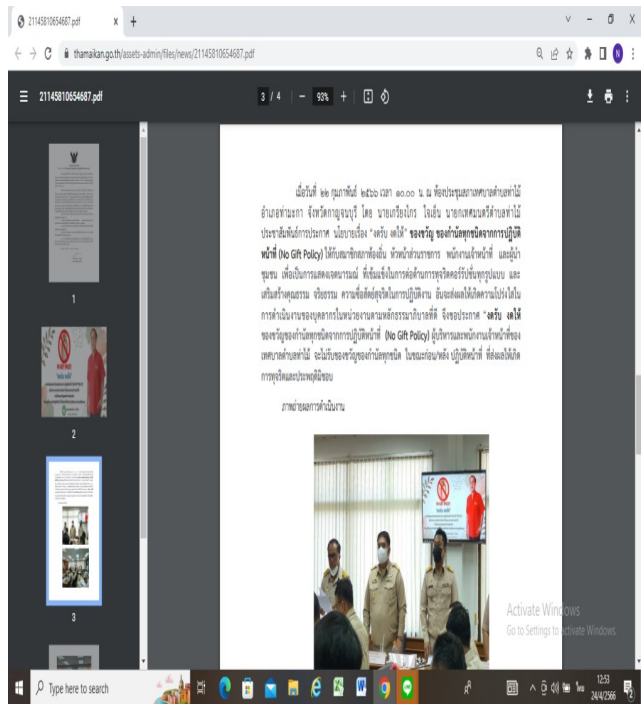 21145810654687.pdf
thamaikan.go.th/assets-admin/files/news/21145810654687.pdf
N
21145810654687.pdf
3 / 4
93%
เมื่อวันที่ ๒๒ กุมภาพันธ์ ๒๕๖๖ เวลา ๑๐.๐๐ น. ณ ห้องประชุมสภาเทศบาลตำบลท่าไม้
อำเภอท่ามะกา จังหวัดกาญจนบุรี โดย นายเกรียงไกร ใจเย็น นายกเทศมนตรีตำบลท่าไม้
ประชาสัมพันธ์การประกาศ นโยบายเรื่อง "งดรับ งดให้" ของขวัญ ของกำนัลทุกชนิดจากการปฏิบัติ
หน้าที่ (No Gift Policy) ให้กับสมาชิกสภาท้องถิ่น หัวหน้าส่วนราชการ พนักงานเจ้าหน้าที่ และผู้นำ
ชุมชน เพื่อเป็นการแสดงเจตนารมณ์ ที่เข้มแข็งในการต่อต้านการทุจริตคอร์รัปชั่นทุกรูปแบบ และ
เสริมสร้างคุณธรรม จริยธรรม ความซื่อสัตย์สุจริตในการปฏิบัติงาน อันจะส่งผลให้เกิดความโปร่งใสใน
การดำเนินงานของบุคลากรในหน่วยงานตามหลักธรรมาภิบาลที่ดี จึงขอประกาศ "งดรับ งดให้
ของขวัญของกำนัลทุกชนิดจากการปฏิบัติหน้าที่ (No Gift Policy) ผู้บริหารและพนักงานเจ้าหน้าที่ของ
เทศบาลตำบลท่าไม้ จะไม่รับของขวัญของกำนัลทุกชนิด ในขณะก่อน/หลัง ปฏิบัติหน้าที่ ที่ส่งผลให้เกิด
การทุจริตและประพฤติมิชอบ
ภาพถ่ายผลการดำเนินงาน
1
2
3
Activate Windows
Go to Settings to activate Windows.
Type here to search
ไทย
12:53
24/4/2566
2